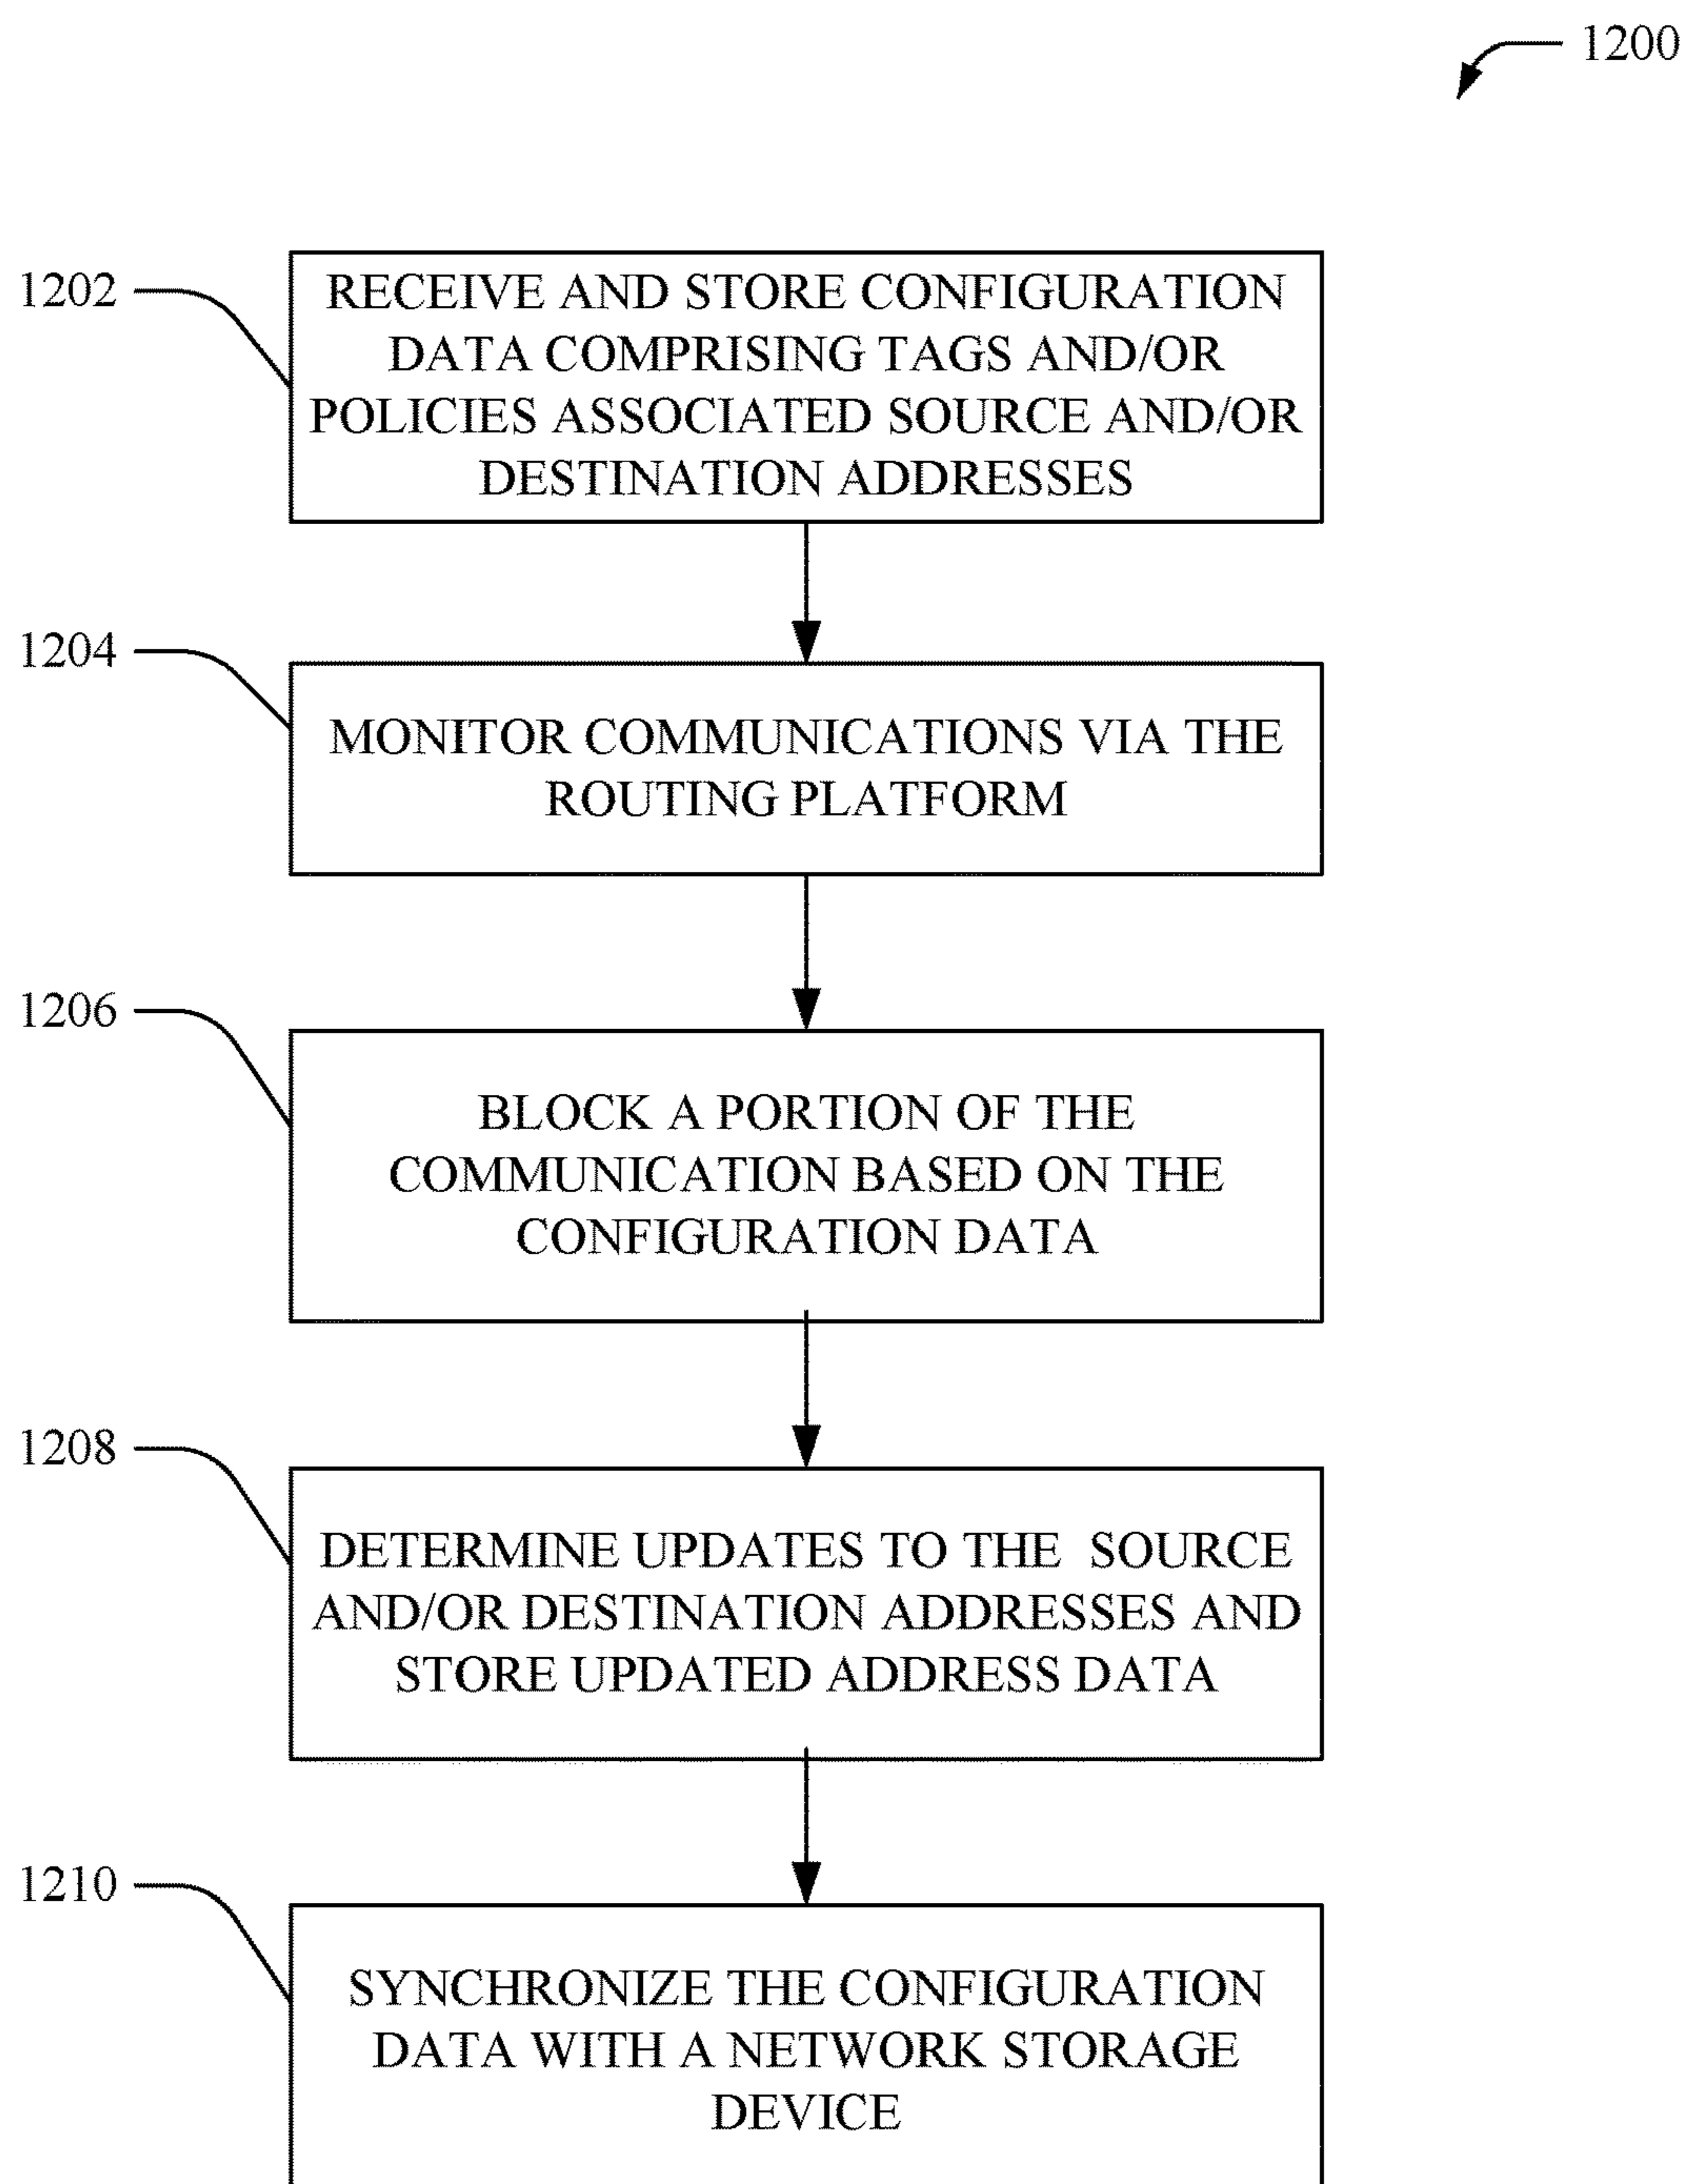 1200
1202
RECEIVE AND STORE CONFIGURATION
DATA COMPRISING TAGS AND/OR
POLICIES ASSOCIATED SOURCE AND/OR
DESTINATION ADDRESSES
1204
MONITOR COMMUNICATIONS VIA THE
ROUTING PLATFORM
1206
BLOCK A PORTION OF THE
COMMUNICATION BASED ON THE
CONFIGURATION DATA
1208
DETERMINE UPDATES TO THE SOURCE
AND/OR DESTINATION ADDRESSES AND
STORE UPDATED ADDRESS DATA
1210
SYNCHRONIZE THE CONFIGURATION
DATA WITH A NETWORK STORAGE
DEVICE